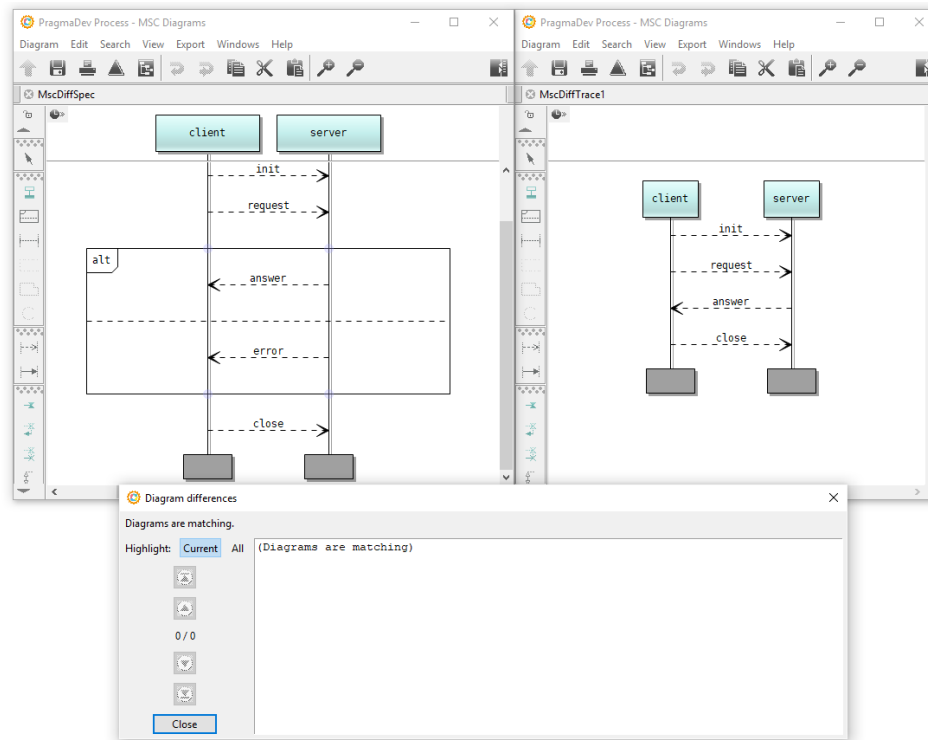 PragmaDev Process - MSC Diagrams
Diagram Edit Search View Export Windows Help
MscDiffSpec
client server
init
request
alt
answer
error
close
PragmaDev Process - MSC Diagrams
Diagram Edit Search View Export Windows Help
MscDiffTrace1
client server
init
request
answer
close
Diagram differences
Diagrams are matching.
Highlight: Current All
(Diagrams are matching)
0 / 0
Close